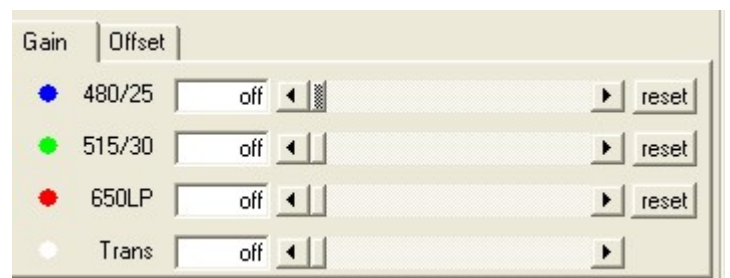 Gain Offset
480/25 off reset
515/30 off reset
650LP off reset
Trans off